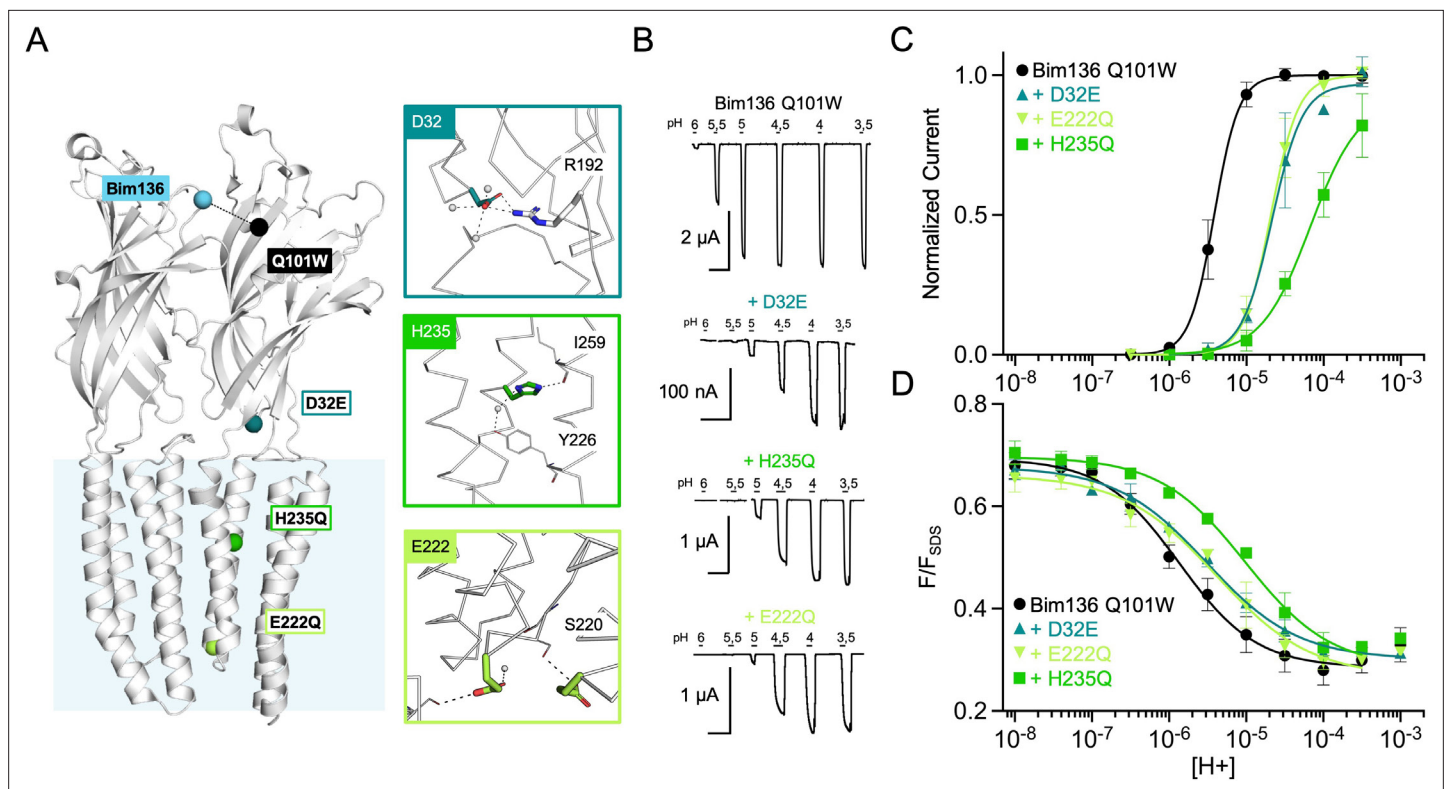 A
Bim136
Q101W
D32E
H235Q
E222Q
D32
R192
H235
I259
Y226
E222
S220
B
Bim136 Q101W
pH 6 5,5 5 4,5 4 3,5
2 µA
+ D32E
pH 6 5,5 5 4,5 4 3,5
100 nA
+ H235Q
pH 6 5,5 5 4,5 4 3,5
1 µA
+ E222Q
pH 6 5,5 5 4,5 4 3,5
1 µA
C
Normalized Current
1.0
0.5
0.0
Bim136 Q101W
+ D32E
+ E222Q
+ H235Q
10-8 10-7 10-6 10-5 10-4 10-3
D
F/FSDS
0.8
0.6
0.4
0.2
Bim136 Q101W
+ D32E
+ E222Q
+ H235Q
10-8 10-7 10-6 10-5 10-4 10-3
[H+]